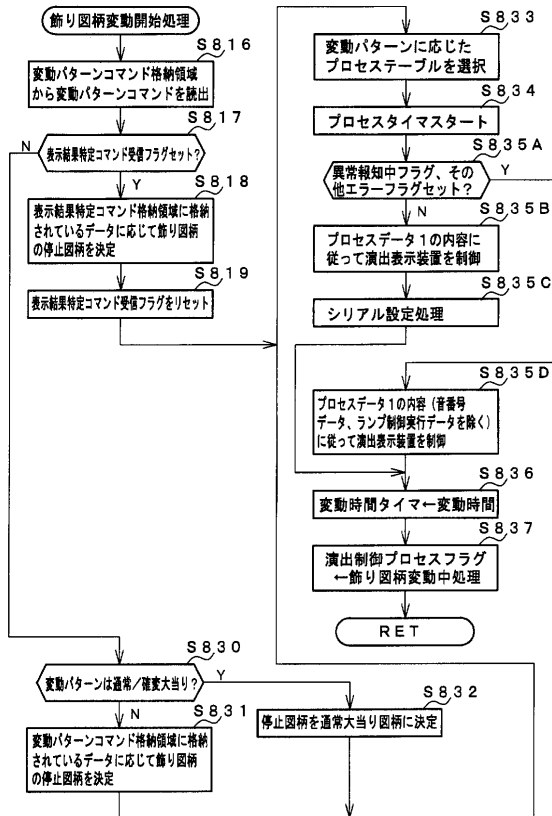 飾り図柄変動開始処理
S816
変動パターンコマンド格納領域
から変動パターンコマンドを読出
S817
N
表示結果特定コマンド受信フラグセット?
Y
S818
表示結果特定コマンド格納領域に格納
されているデータに応じて飾り図柄
の停止図柄を決定
S819
表示結果特定コマンド受信フラグをリセット
S830
変動パターンは通常/確変大当り?
Y
N
S831
変動パターンコマンド格納領域に格納
されているデータに応じて飾り図柄
の停止図柄を決定
S832
停止図柄を通常大当り図柄に決定
S833
変動パターンに応じた
プロセステーブルを選択
S834
プロセスタイマスタート
S835A
異常報知中フラグ、その
他エラーフラグセット?
Y
N
S835B
プロセスデータ1の内容に
従って演出表示装置を制御
S835C
シリアル設定処理
S835D
プロセスデータ1の内容(音番号
データ、ランプ制御実行データを除く)
に従って演出表示装置を制御
S836
変動時間タイマ←変動時間
S837
演出制御プロセスフラグ
←飾り図柄変動中処理
RET